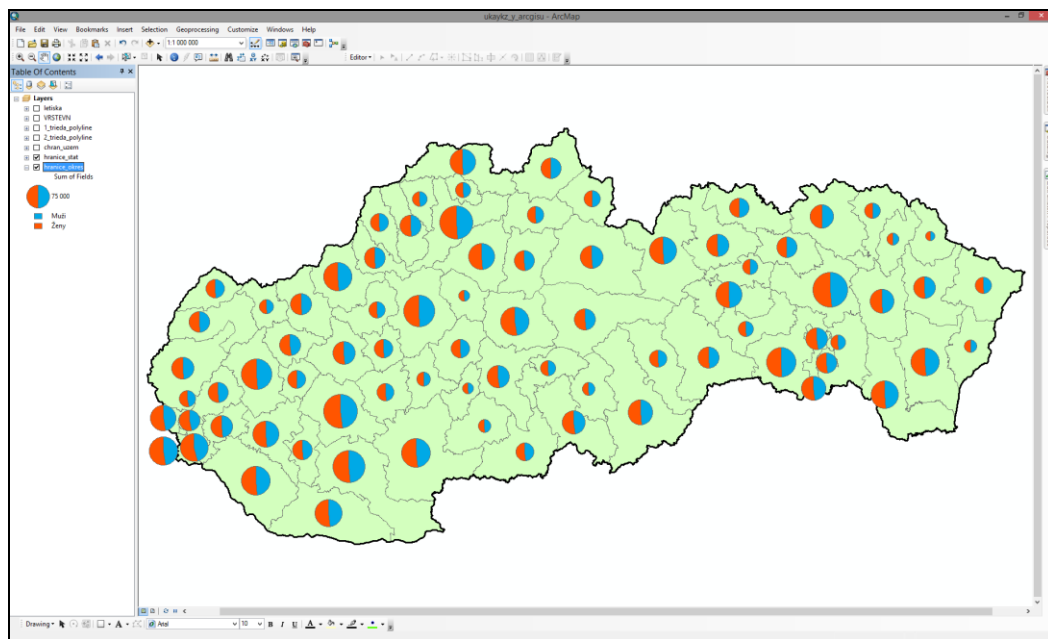 ukaykz_y_arcgisu - ArcMap
File Edit View Bookmarks Insert Selection Geoprocessing Customize Windows Help
1:1 000 000
Editor
Table Of Contents
Layers
letiska
VRSTEVN
1_trieda_polyline
2_trieda_polyline
chran_uzem
hranice_stat
hranice_okres
Sum of Fields
75 000
Muži
Ženy
Drawing A Arial 10 B I U A